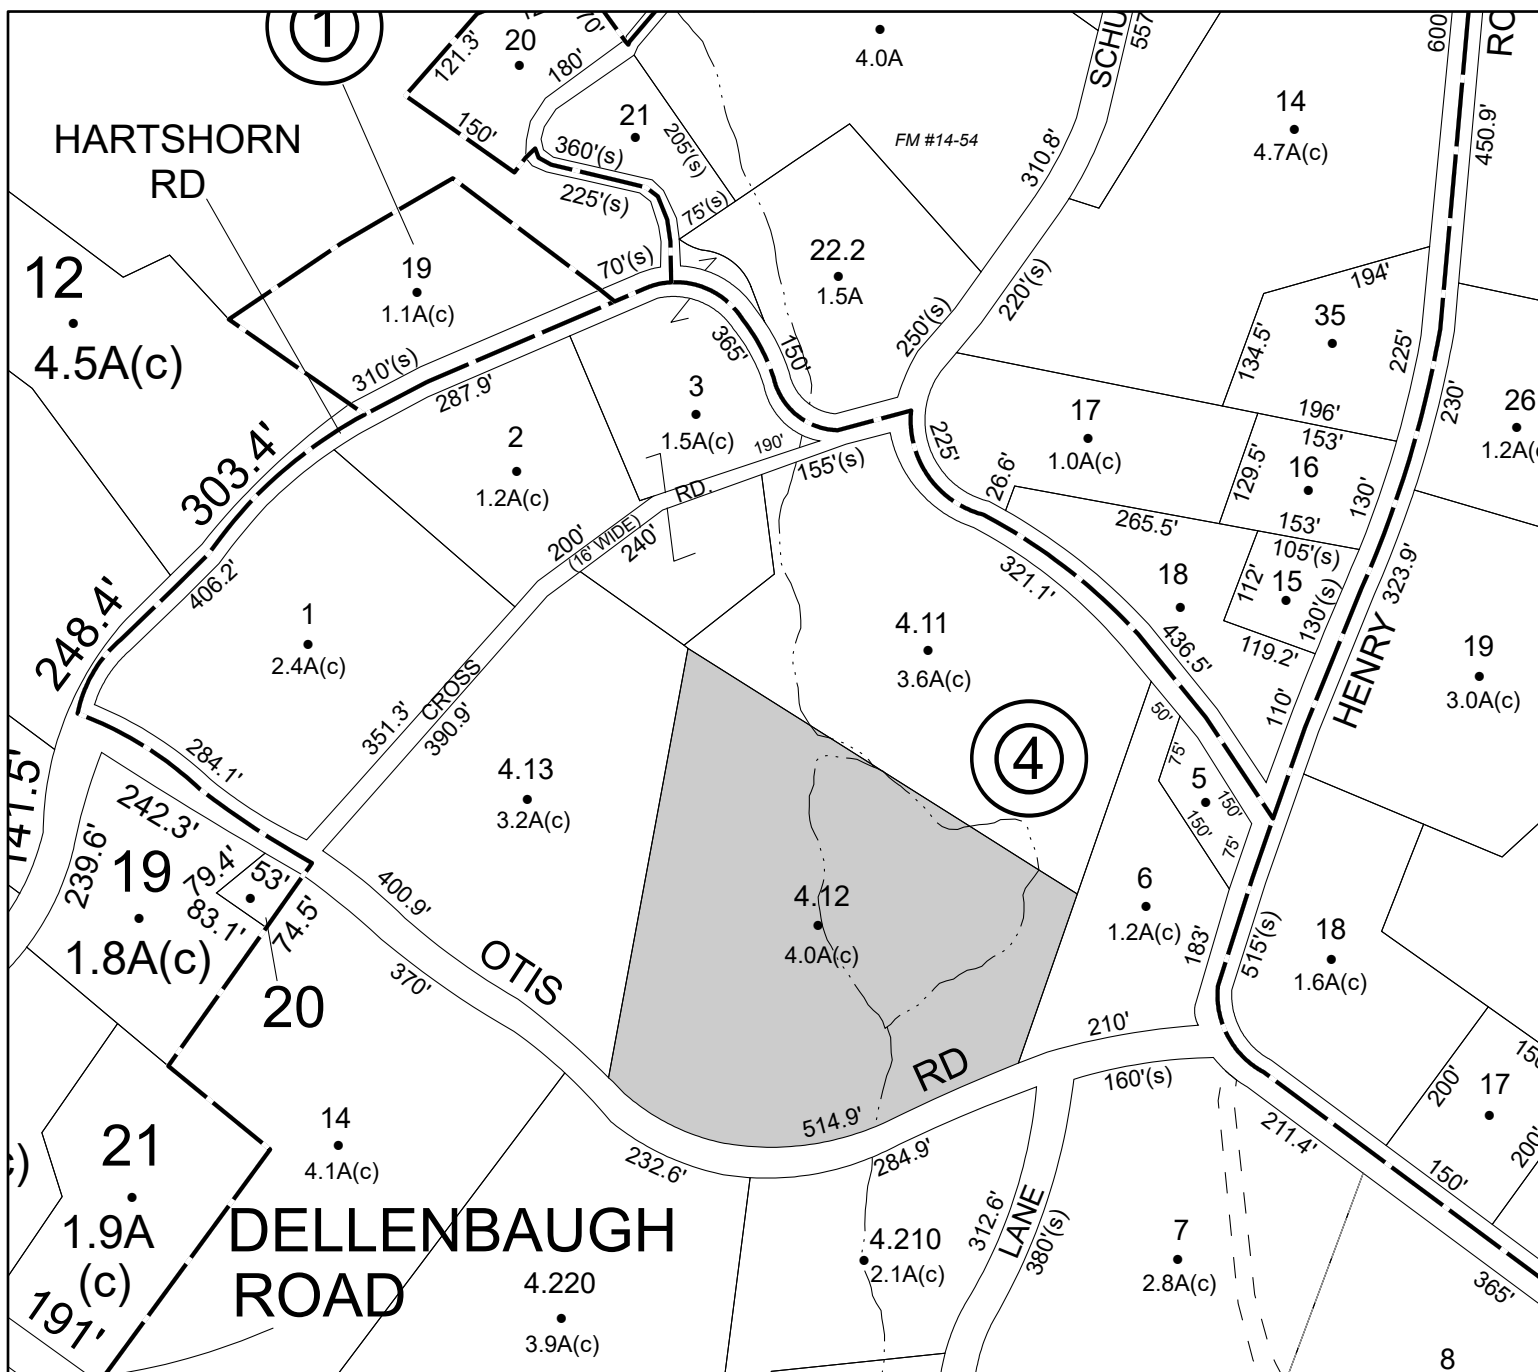 1
20
121.3'
70'
180'
150'
21
360'(s)
205'(s)
225'(s)
75'(s)
70'(s)
4.0A
FM #14-54
SCHU
557
310.8'
14
4.7A(c)
600
RO
450.9'
HARTSHORN
RD
12
4.5A(c)
19
1.1A(c)
22.2
1.5A
250'(s)
220'(s)
194'
35
134.5'
225'
196'
230'
26
310'(s)
287.9'
365'
150'
3
1.5A(c)
190'
155'(s)
2
1.2A(c)
17
1.0A(c)
225'
26.6'
265.5'
153'
129.5'
16
153'
130'
303.4'
RD.
(16' WIDE)
200'
240'
406.2'
248.4'
1
2.4A(c)
321.1'
18
436.5'
105'(s)
112'
15
130'(s)
119.2'
110'
323.9'
HENRY
19
3.0A(c)
4.11
3.6A(c)
CROSS
351.3'
390.9'
4
50'
75'
5
150'
150'
75'
284.1'
141.5'
242.3'
239.6'
19
1.8A(c)
79.4'
53'
83.1'
74.5'
20
4.13
3.2A(c)
400.9'
370'
OTIS
4.12
4.0A(c)
6
1.2A(c)
183'
515'(s)
18
1.6A(c)
RD
514.9'
210'
160'(s)
232.6'
284.9'
211.4'
200'
17
200'
150'
365'
21
1.9A
(c)
191'
14
4.1A(c)
DELLENBAUGH
ROAD
4.220
3.9A(c)
4.210
2.1A(c)
312.6'
LANE
380'(s)
7
2.8A(c)
8